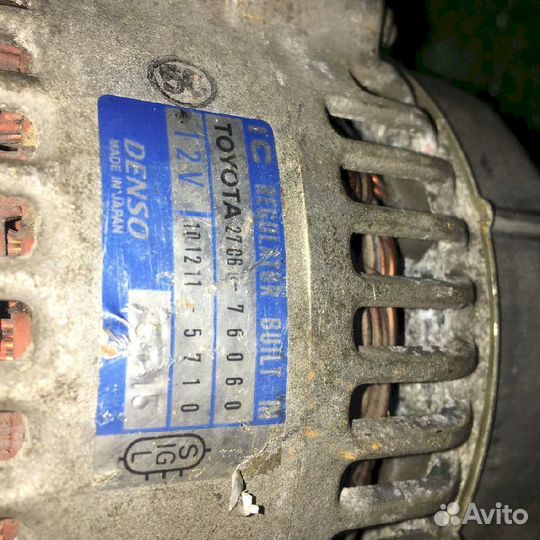 IC REGULATOR BUILT IN
TOYOTA 27060-76060
12V 101211-5710
DENSO
MADE IN JAPAN
S
IG
L
Avito